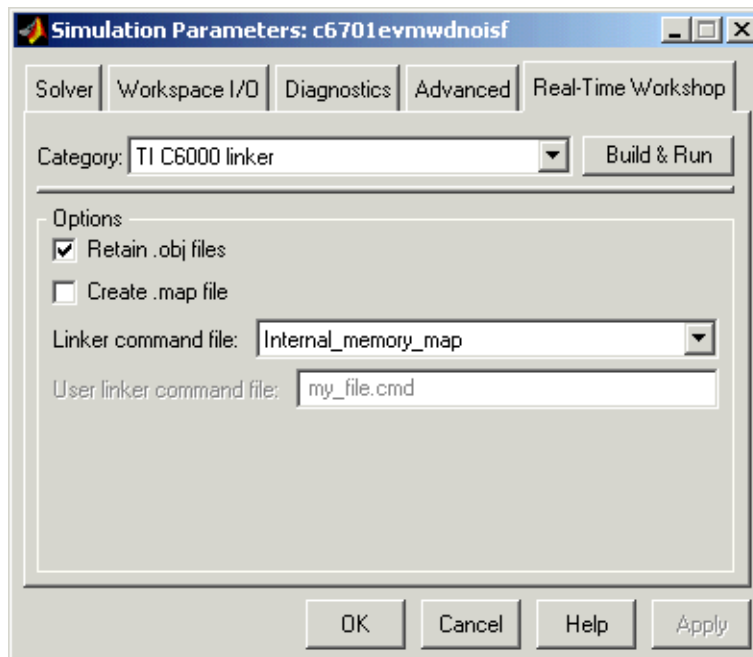 Simulation Parameters: c6701evmwdnoisf
Solver Workspace I/O Diagnostics Advanced Real-Time Workshop
Category: TI C6000 linker Build & Run
Options
Retain .obj files
Create .map file
Linker command file: Internal_memory_map
User linker command file: my_file.cmd
OK Cancel Help Apply